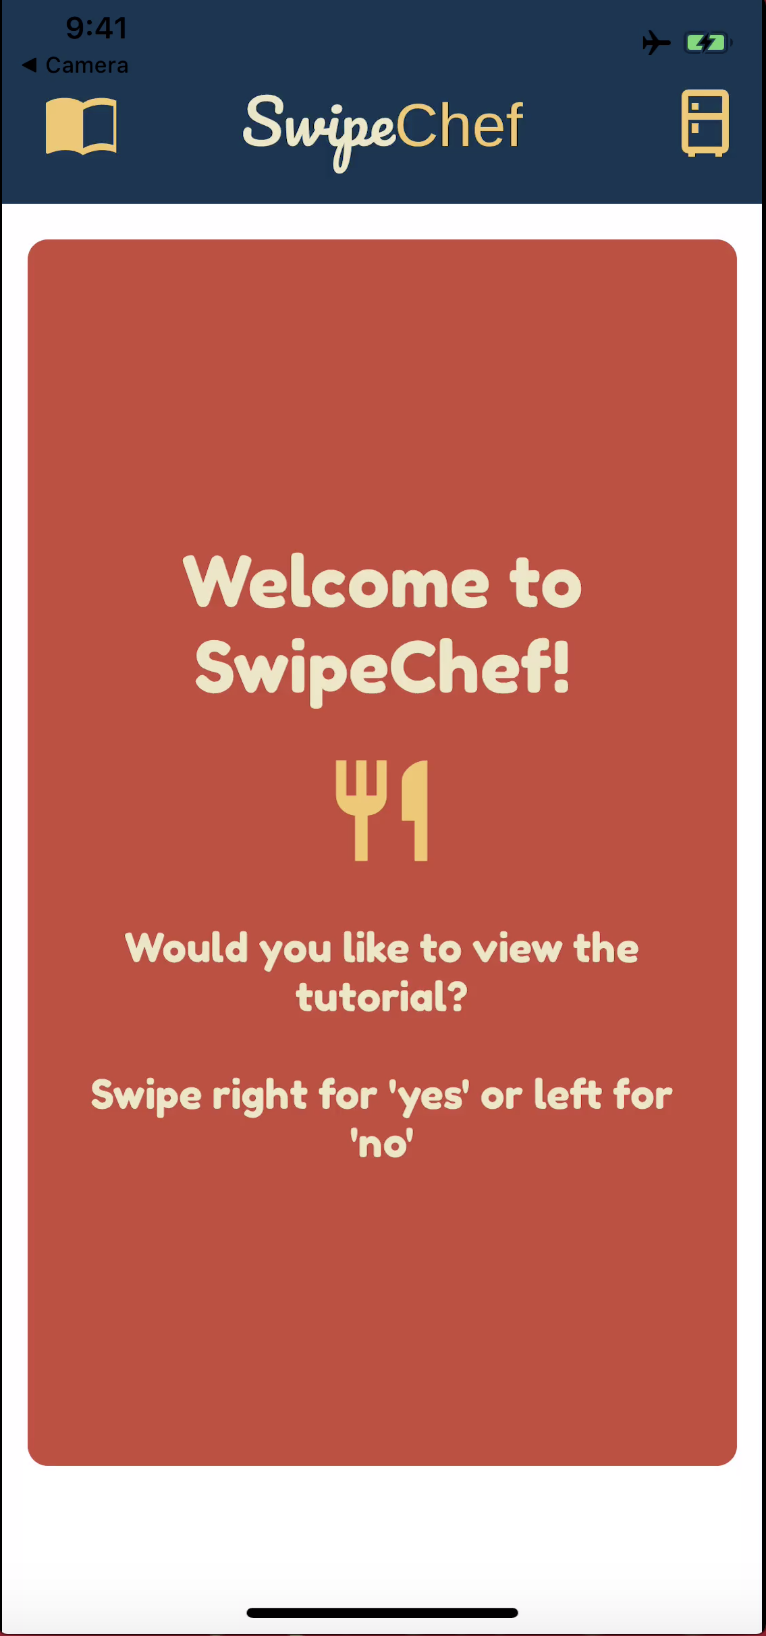 9:41
◀ Camera
SwipeChef
Welcome to
SwipeChef!
Would you like to view the
tutorial?
Swipe right for 'yes' or left for
'no'